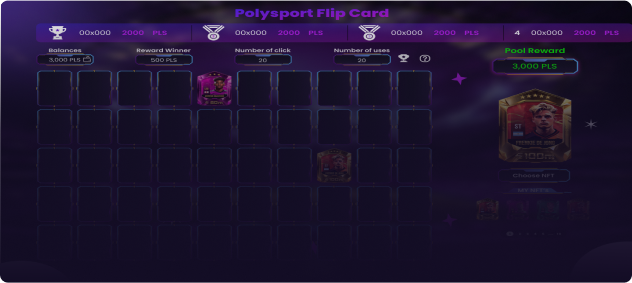 Polysport Flip Card
00x000 2000 PLS
00x000 2000 PLS
00x000 2000 PLS
4 00x000 2000 PLS
Balances
3,000 PLS
Reward Winner
500 PLS
Number of click
20
Number of uses
20
Pool Reward
3,000 PLS
100m
100m
Choose NFT